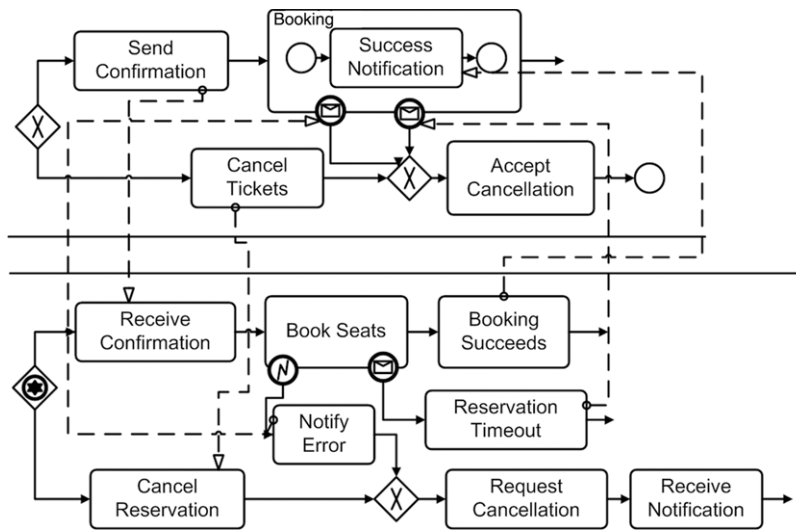 Booking
Send
Confirmation
Success
Notification
Cancel
Tickets
Accept
Cancellation
Receive
Confirmation
Book Seats
Booking
Succeeds
Notify
Error
Reservation
Timeout
Cancel
Reservation
Request
Cancellation
Receive
Notification